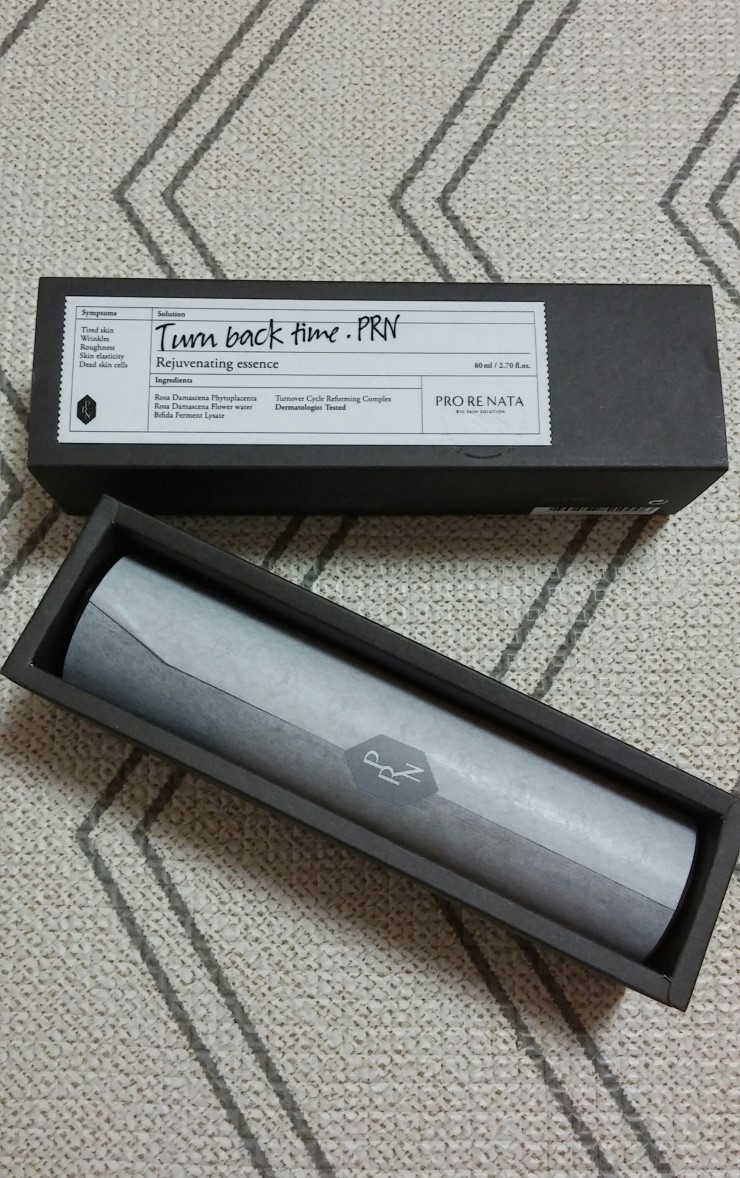 Symptoms
Tired skin
Wrinkles
Roughness
Skin elasticity
Dead skin cells
PRN
Solution
Turn back time . PRN
Rejuvenating essence
80 ml / 2.70 fl.oz.
Ingredients
Rosa Damascena Phytoplacenta
Rosa Damascena Flower water
Bifida Ferment Lysate
Turnover Cycle Reforming Complex
Dermatologist Tested
PRO RE NATA
BIO SKIN SOLUTION
PRN